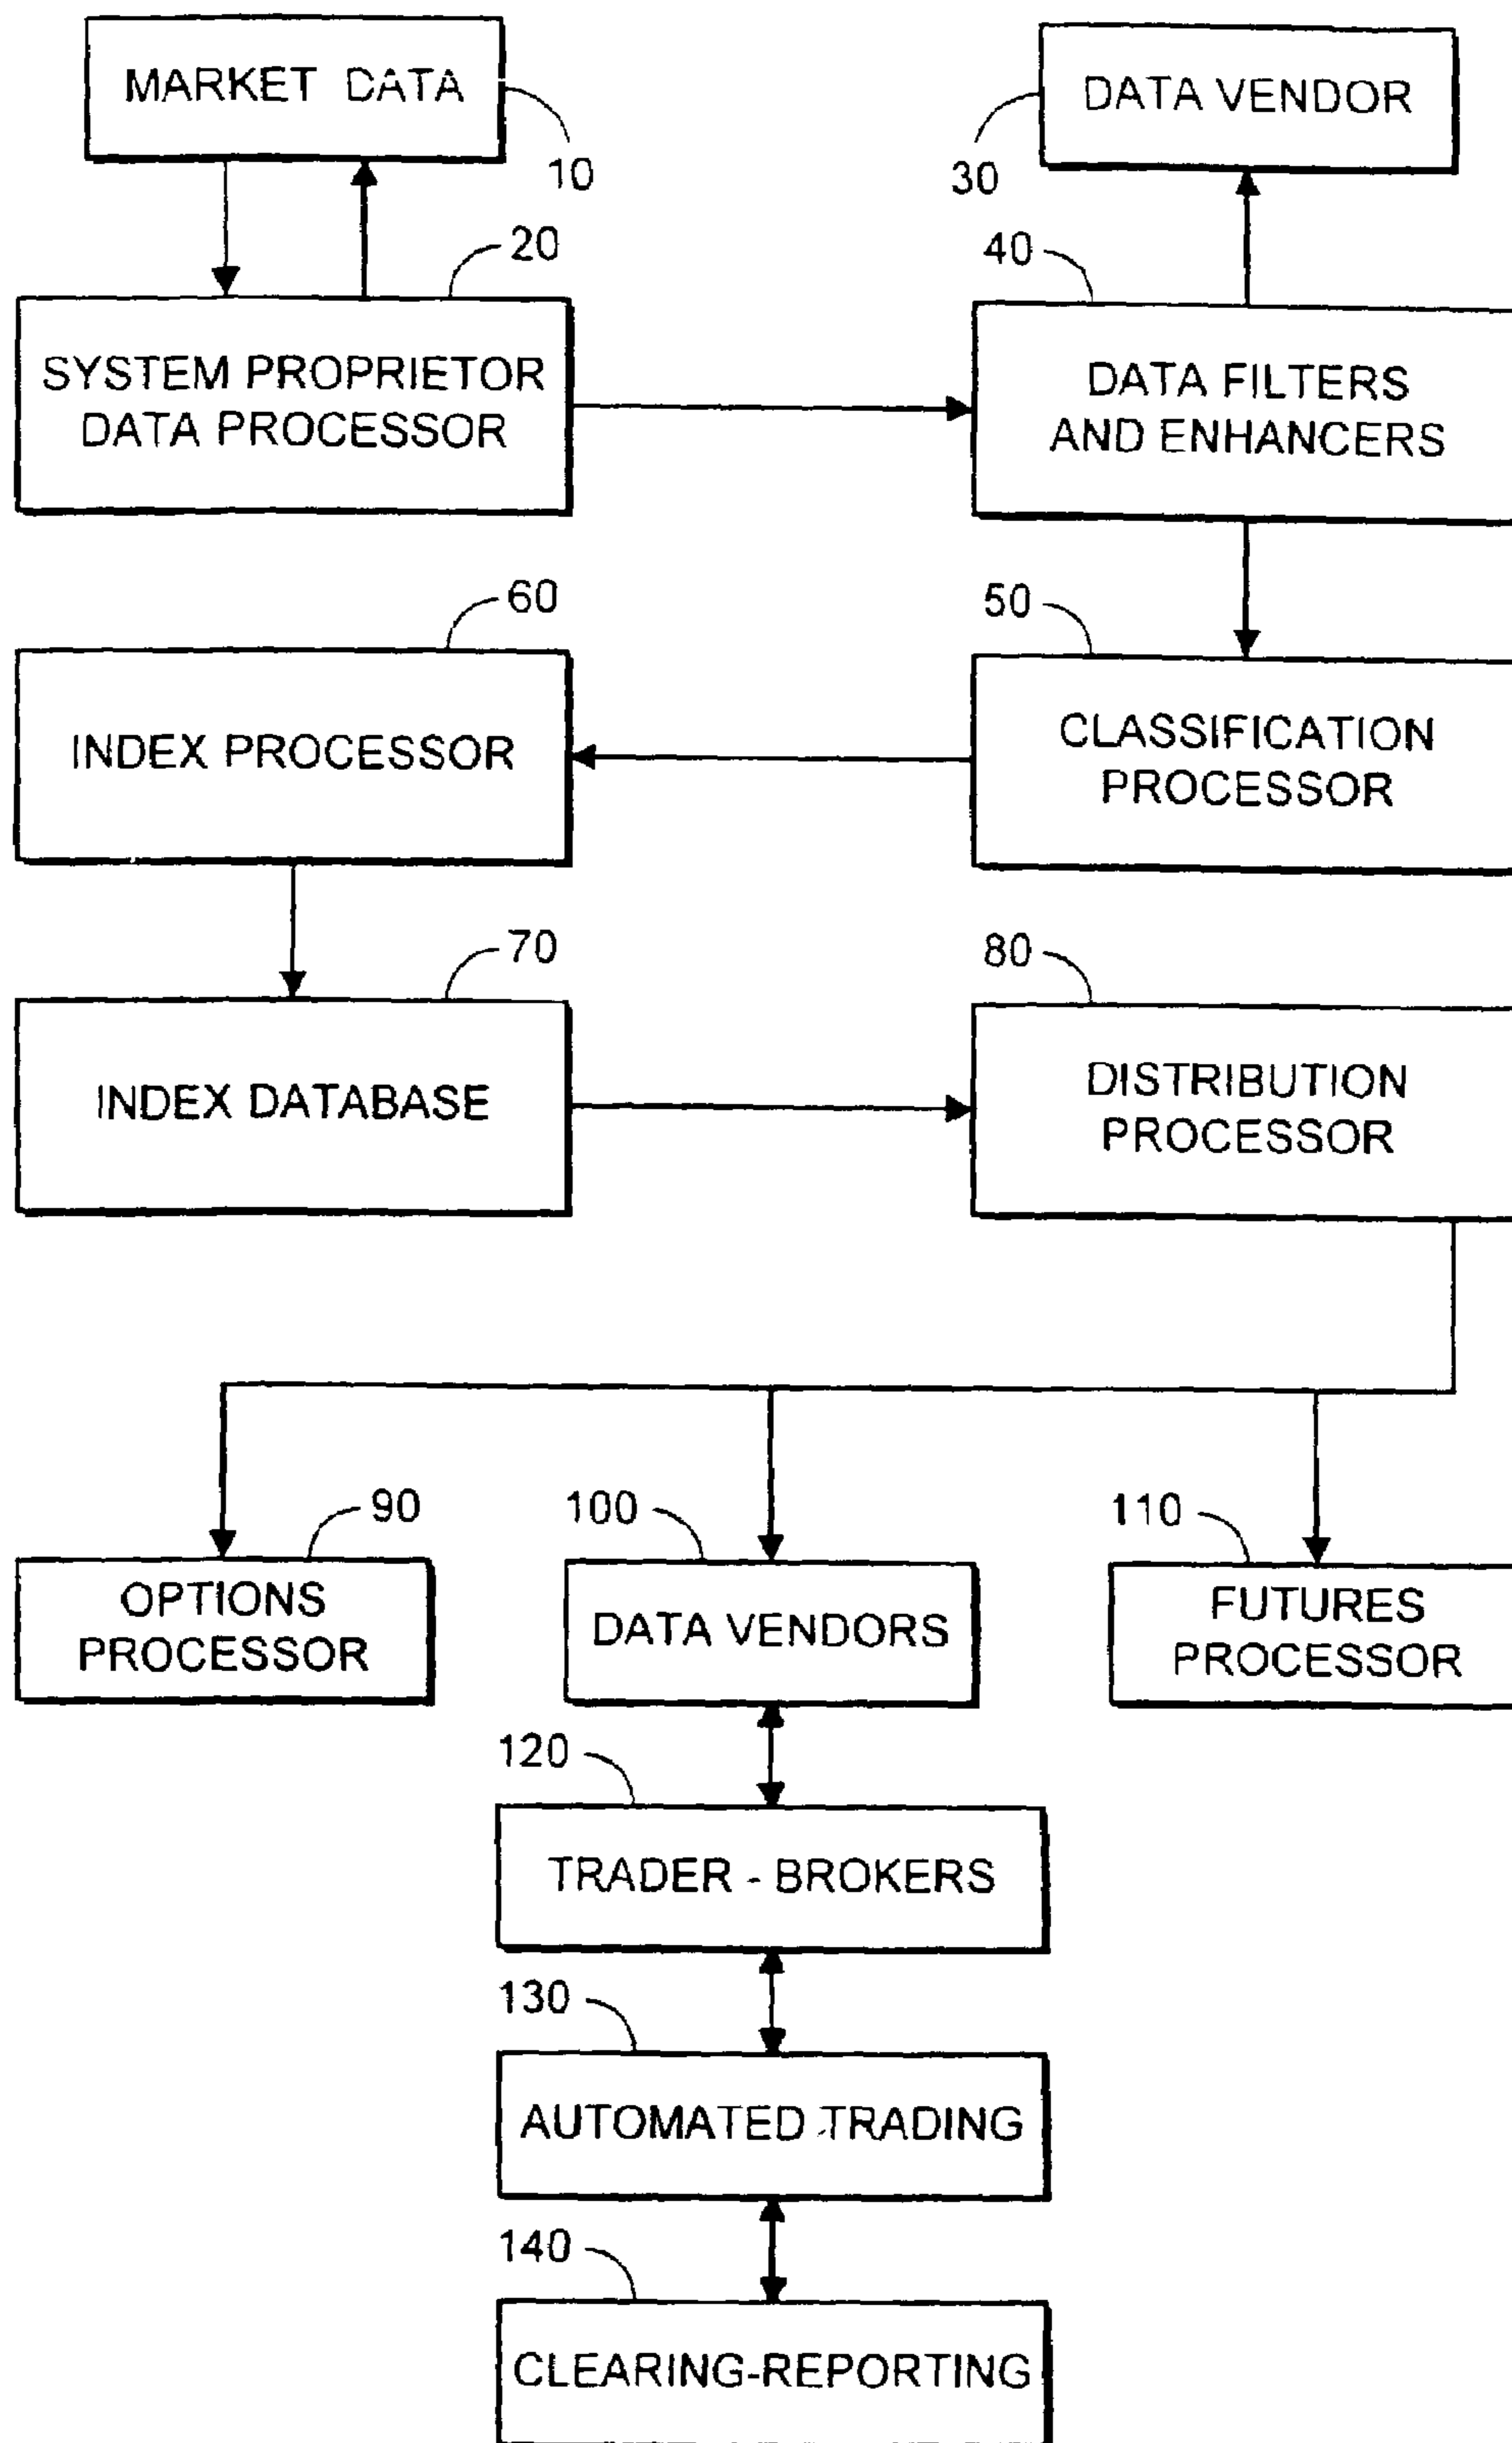 MARKET DATA
10
DATA VENDOR
30
20
SYSTEM PROPRIETOR
DATA PROCESSOR
40
DATA FILTERS
AND ENHANCERS
60
INDEX PROCESSOR
50
CLASSIFICATION
PROCESSOR
70
INDEX DATABASE
80
DISTRIBUTION
PROCESSOR
90
OPTIONS
PROCESSOR
100
DATA VENDORS
110
FUTURES
PROCESSOR
120
TRADER - BROKERS
130
AUTOMATED TRADING
140
CLEARING-REPORTING